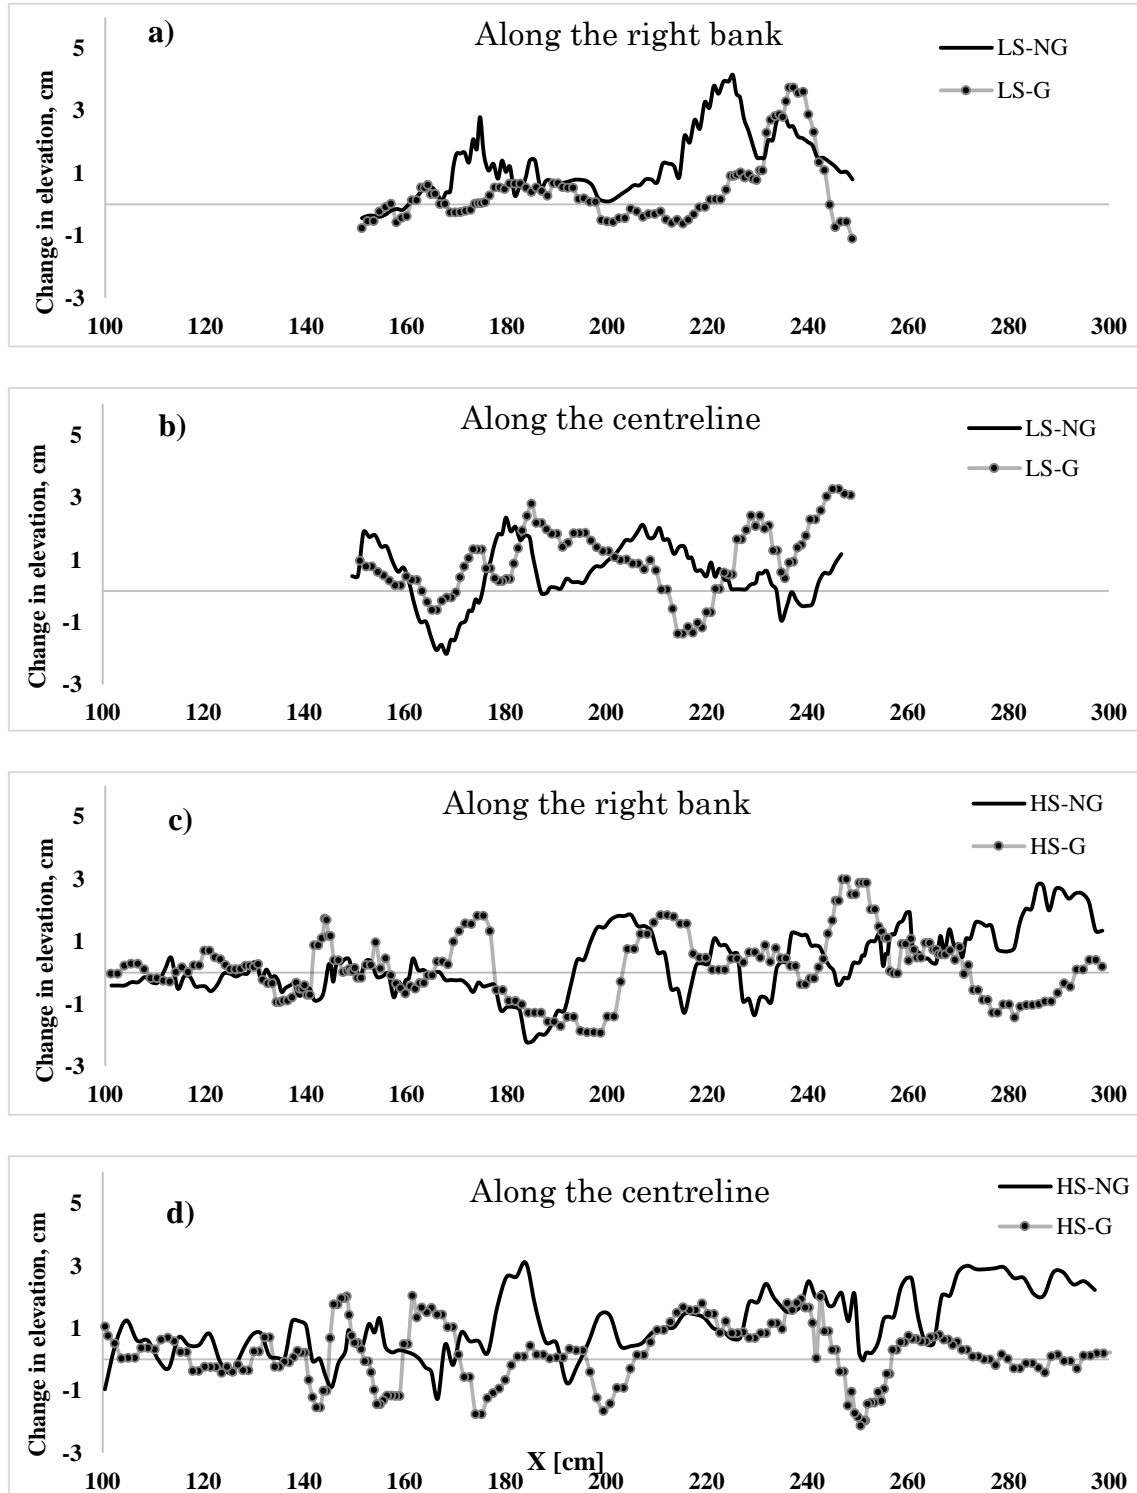 a)
Along the right bank
LS-NG
LS-G
Change in elevation, cm
5
3
1
-1
-3
100 120 140 160 180 200 220 240 260 280 300
b)
Along the centreline
LS-NG
LS-G
Change in elevation, cm
5
3
1
-1
-3
100 120 140 160 180 200 220 240 260 280 300
c)
Along the right bank
HS-NG
HS-G
Change in elevation, cm
5
3
1
-1
-3
100 120 140 160 180 200 220 240 260 280 300
d)
Along the centreline
HS-NG
HS-G
Change in elevation, cm
5
3
1
-1
-3
X [cm]
100 120 140 160 180 200 220 240 260 280 300